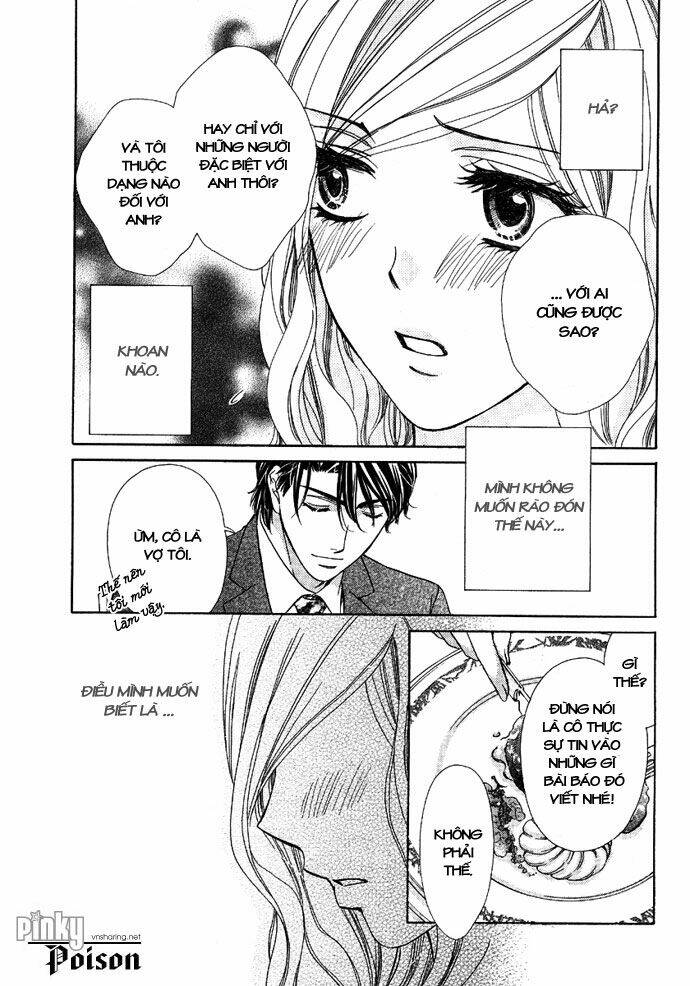 HẢ?
... VỚI AI
CŨNG ĐƯỢC
SAO?
HAY CHỈ VỚI
NHỮNG NGƯỜI
ĐẶC BIỆT VỚI
ANH THÔI?
VÀ TÔI
THUỘC
DẠNG NÀO
ĐỐI VỚI
ANH?
KHOAN
NÀO.
MÌNH KHÔNG
MUỐN RÀO ĐÓN
THẾ NÀY...
ỪM, CÔ LÀ
VỢ TÔI.
Thế nên
tôi mới
làm vậy.
GÌ
THẾ?
ĐỪNG NÓI
LÀ CÔ THỰC
SỰ TIN VÀO
NHỮNG GÌ
BÀI BÁO ĐÓ
VIẾT NHÉ!
KHÔNG
PHẢI
THẾ.
ĐIỀU MÌNH MUỐN
BIẾT LÀ ...
pinky
vnsharing.net
Poison